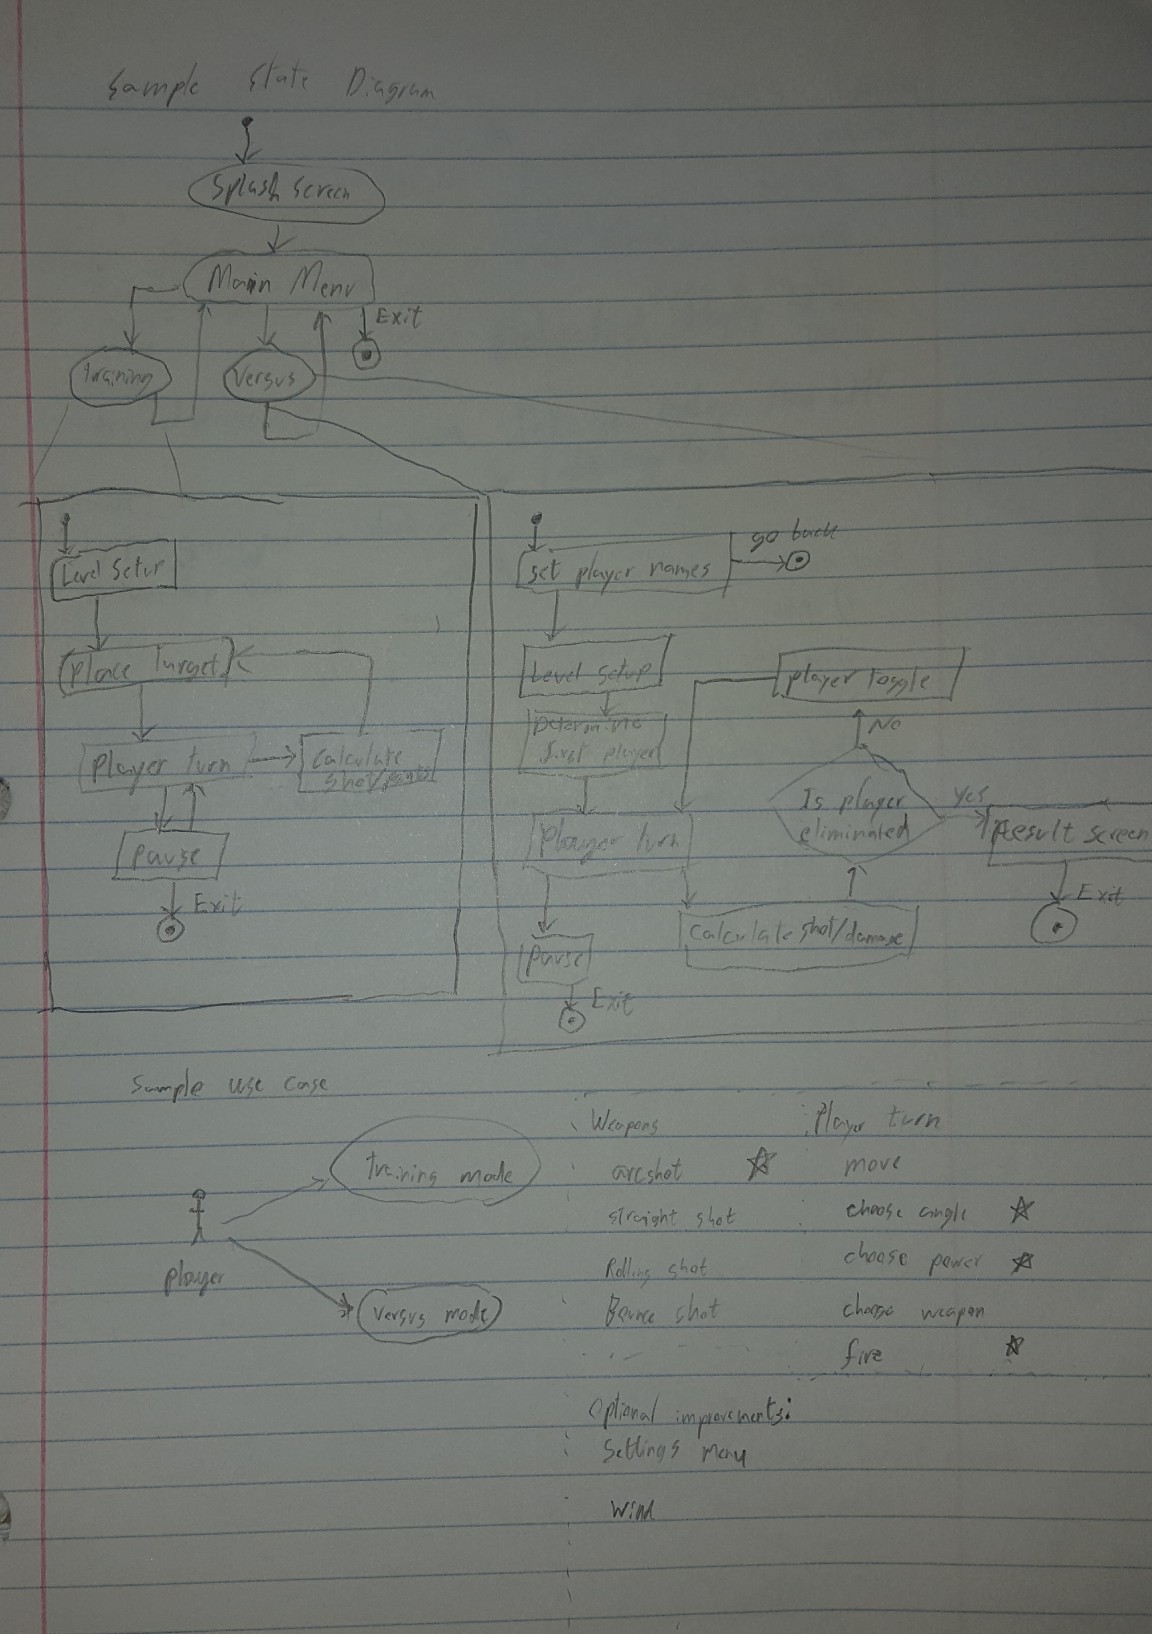 Sample State Diagram
Splash Screen
Main Menu
Exit
training
Versus
Level Setup
Place Target
Player turn
Calculate
shot/points
pause
Exit
set player names
go back
Level Setup
Determine
first player
player toggle
No
Is player
eliminated
Yes
Result screen
Exit
Player turn
Calculate shot/damage
pause
Exit
Sample use case
training mode
player
versus mode
Weapons
arcshot
straight shot
Rolling shot
Bounce shot
Player turn
move
choose angle
choose power
choose weapon
fire
Optional improvements:
Settings menu
Wind